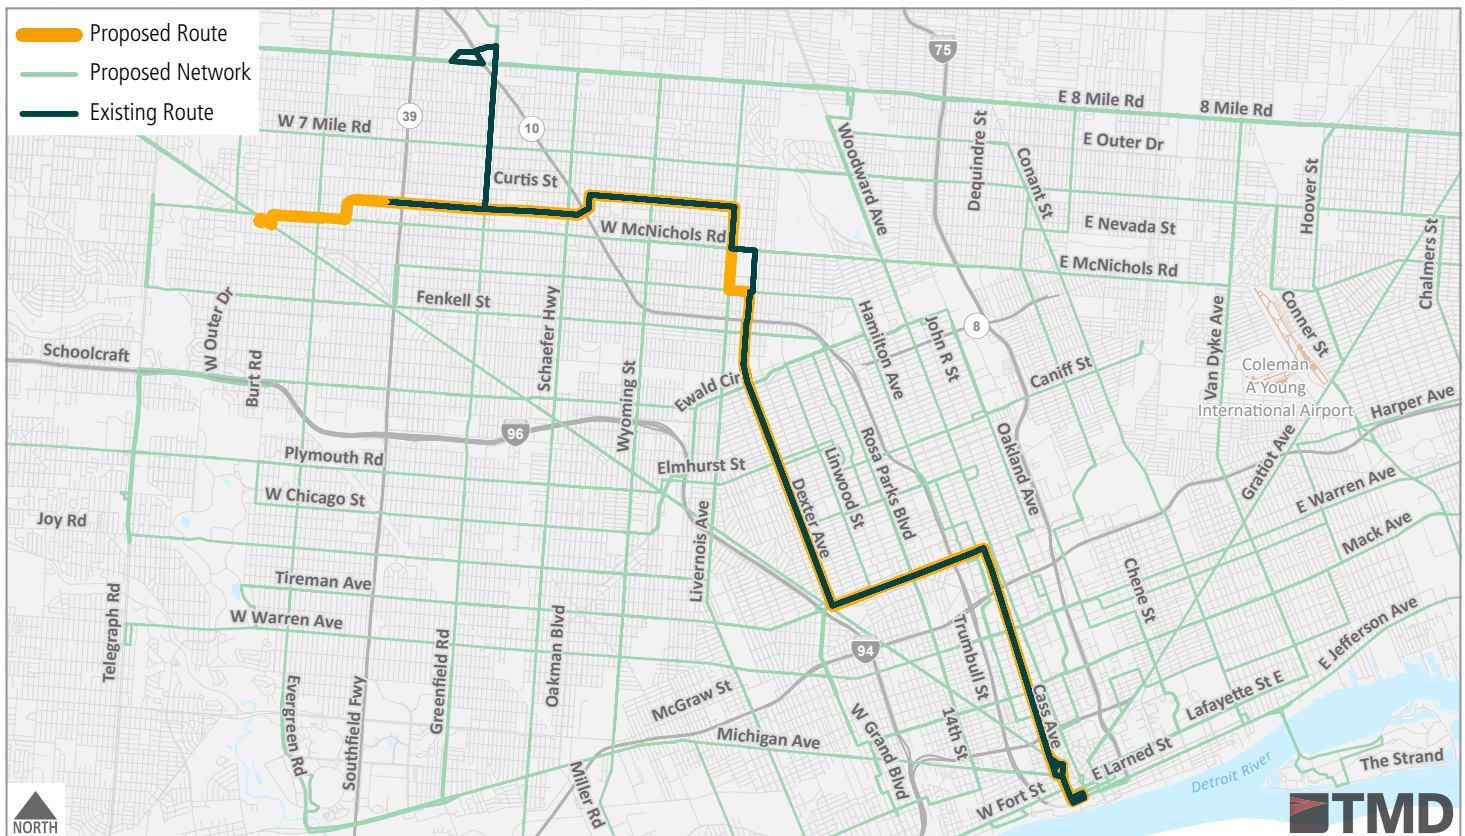 Proposed Route
Proposed Network
Existing Route
75
E 8 Mile Rd
8 Mile Rd
39
10
W 7 Mile Rd
E Outer Dr
Woodward Ave
Dequindre St
Conant St
Hoover St
Curtis St
W McNichols Rd
E Nevada St
E McNichols Rd
Chalmers St
W Outer Dr
Burt Rd
Fenkell St
Schaefer Hwy
Hamilton Ave
John R St
8
Van Dyke Ave
Conner St
Schoolcraft
Wyoming St
Ewald Cir
Caniff St
Coleman
A Young
International Airport
Harper Ave
96
Plymouth Rd
Elmhurst St
W Chicago St
Joy Rd
Livernois Ave
Dexter Ave
Linwood St
Rosa Parks Blvd
Oakland Ave
Gratiot Ave
E Warren Ave
Mack Ave
Tireman Ave
W Warren Ave
Telegraph Rd
Chene St
E Jefferson Ave
94
Trumbull St
Evergreen Rd
Southfield Fwy
Greenfield Rd
Oakman Blvd
McGraw St
Michigan Ave
Miller Rd
W Grand Blvd
14th St
Cass Ave
Lafayette St E
E Larned St
W Fort St
Detroit River
The Strand
NORTH
TMD